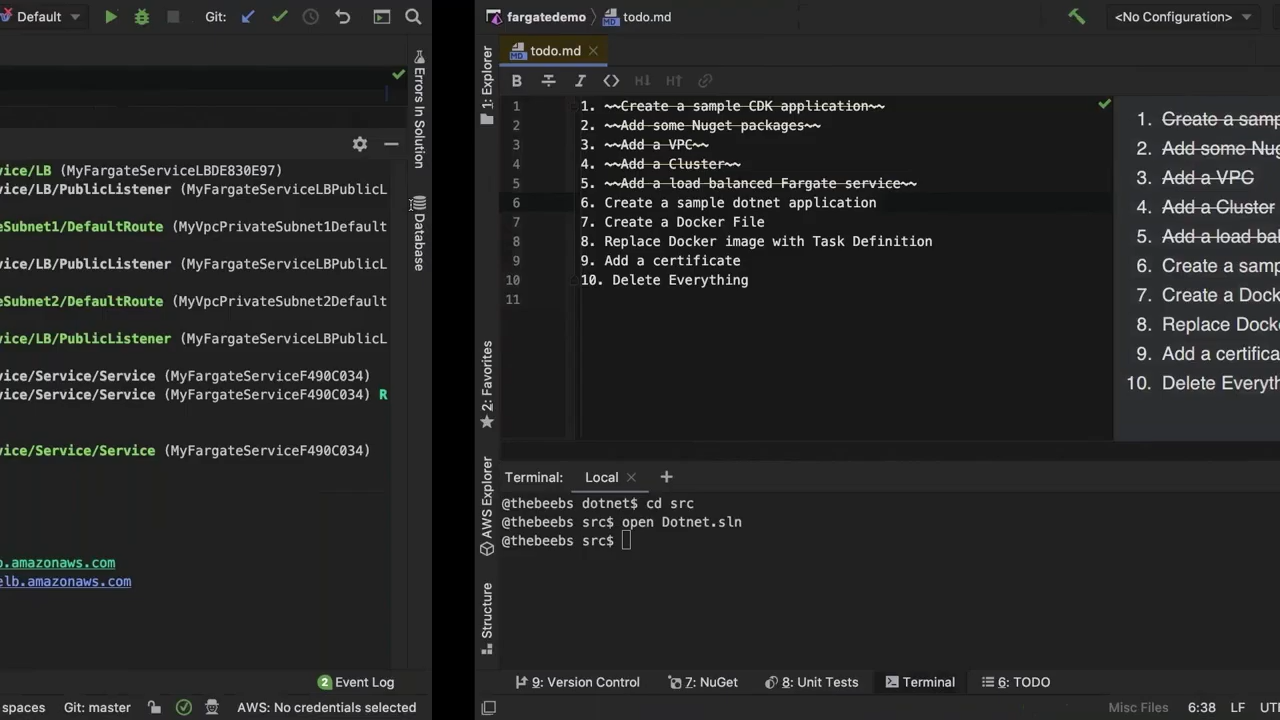 Default
Git:
Errors In Solution
Database
vice/LB (MyFargateServiceLBDE830E97)
vice/LB/PublicListener (MyFargateServiceLBPublicL
eSubnet1/DefaultRoute (MyVpcPrivateSubnet1Default
vice/LB/PublicListener (MyFargateServiceLBPublicL
eSubnet2/DefaultRoute (MyVpcPrivateSubnet2Default
vice/LB/PublicListener (MyFargateServiceLBPublicL
vice/Service/Service (MyFargateServiceF490C034)
vice/Service/Service (MyFargateServiceF490C034) R
vice/Service/Service (MyFargateServiceF490C034)
b.amazonaws.com
elb.amazonaws.com
2 Event Log
spaces
Git: master
AWS: No credentials selected
fargatedemo
todo.md
<No Configuration>
1: Explorer
todo.md
B I <> H↓ H↑
1 1. ~~Create a sample CDK application~~
2 2. ~~Add some Nuget packages~~
3 3. ~~Add a VPC~~
4 4. ~~Add a Cluster~~
5 5. ~~Add a load balanced Fargate service~~
6 6. Create a sample dotnet application
7 7. Create a Docker File
8 8. Replace Docker image with Task Definition
9 9. Add a certificate
10 10. Delete Everything
11
1. Create a samp
2. Add some Nug
3. Add a VPC
4. Add a Cluster
5. Add a load bal
6. Create a samp
7. Create a Dock
8. Replace Docke
9. Add a certifica
10. Delete Everyth
2: Favorites
AWS Explorer
Structure
Terminal: Local +
@thebeebs dotnet$ cd src
@thebeebs src$ open Dotnet.sln
@thebeebs src$
9: Version Control
7: NuGet
8: Unit Tests
Terminal
6: TODO
Misc Files
6:38
LF
UT